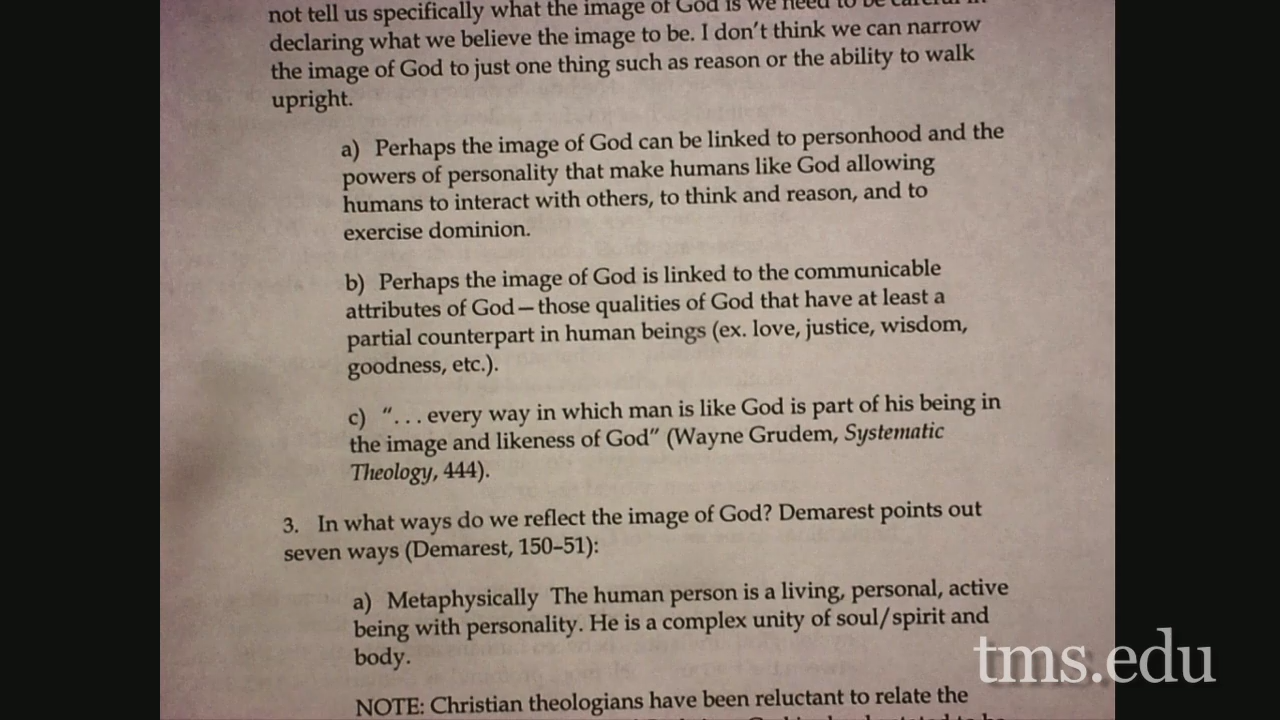 not tell us specifically what the image of God is we need to be careful in
declaring what we believe the image to be. I don't think we can narrow
the image of God to just one thing such as reason or the ability to walk
upright.
a) Perhaps the image of God can be linked to personhood and the
powers of personality that make humans like God allowing
humans to interact with others, to think and reason, and to
exercise dominion.
b) Perhaps the image of God is linked to the communicable
attributes of God—those qualities of God that have at least a
partial counterpart in human beings (ex. love, justice, wisdom,
goodness, etc.).
c) "... every way in which man is like God is part of his being in
the image and likeness of God" (Wayne Grudem, Systematic
Theology, 444).
3. In what ways do we reflect the image of God? Demarest points out
seven ways (Demarest, 150–51):
a) Metaphysically The human person is a living, personal, active
being with personality. He is a complex unity of soul/spirit and
body.
NOTE: Christian theologians have been reluctant to relate the
tms.edu